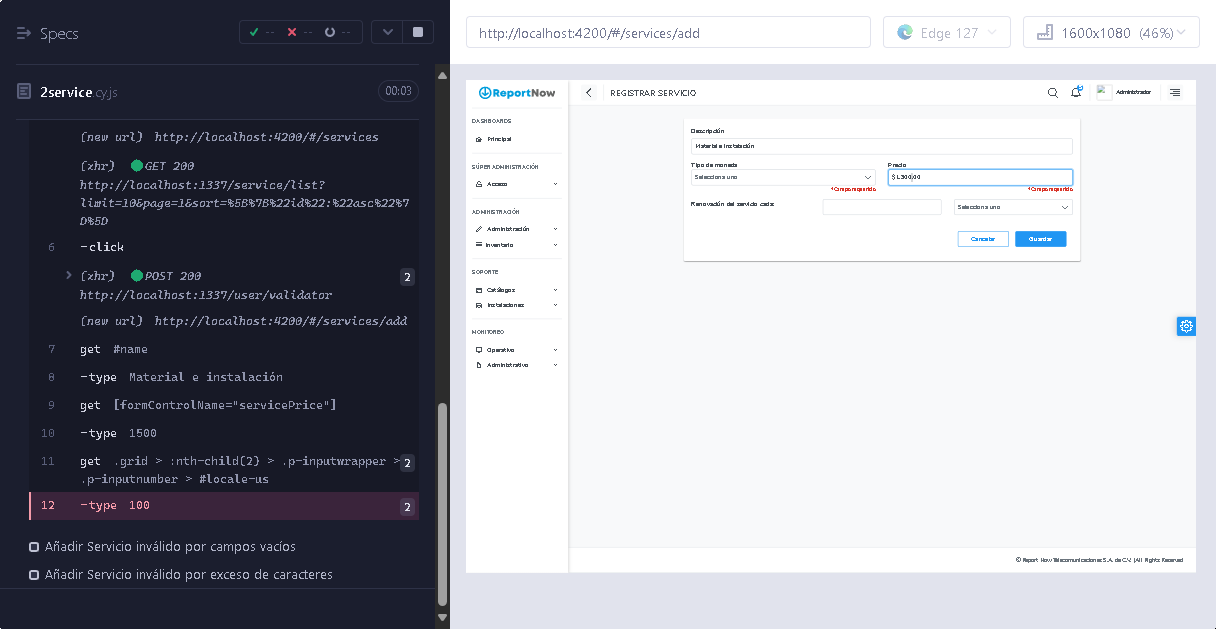 Specs
-- -- --
2service.cy.js
00:03
(new url) http://localhost:4200/#/services
(xhr) GET 200
http://localhost:1337/service/list?
limit=10&page=1&sort=%5B%7B%22id%22:%22asc%22%7
D%5D
6 -click
(xhr) POST 200 2
http://localhost:1337/user/validator
(new url) http://localhost:4200/#/services/add
7 get #name
8 -type Material e instalación
9 get [formControlName="servicePrice"]
10 -type 1500
11 get .grid > :nth-child(2) > .p-inputwrapper > 2
.p-inputnumber > #locale-us
12 -type 100 2
Añadir Servicio inválido por campos vacíos
Añadir Servicio inválido por exceso de caracteres
http://localhost:4200/#/services/add
Edge 127
1600x1080 (46%)
ReportNow
REGISTRAR SERVICIO
Administrador
DASHBOARDS
Principal
SÚPER ADMINISTRACIÓN
Acceso
ADMINISTRACIÓN
Administración
Inventario
SOPORTE
Catálogos
Instalaciones
MONITOREO
Operativo
Administrativo
Descripción
Material e instalación
Tipo de moneda Precio
Selecciona uno
*Campo requerido *Campo requerido
Renovación del servicio cada: Selecciona uno
Cancelar Guardar
© Report Now Telecomunicaciones S.A. de C.V. | All Rights Reserved